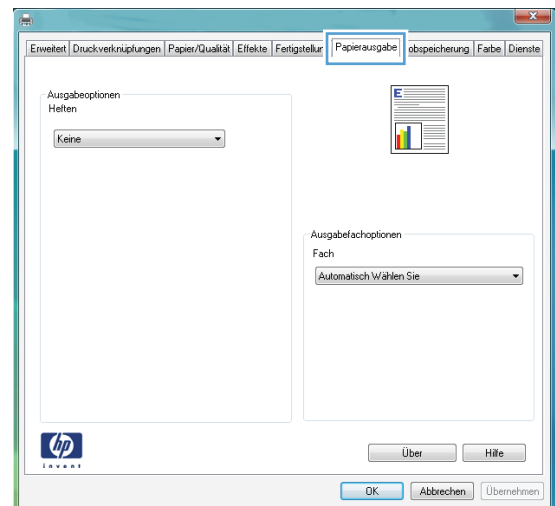 Erweitert Druckverknüpfungen Papier/Qualität Effekte Papierausgabe Farbe Dienste
Ausgabeoptionen
Heften
Keine
E
Ausgabefachoptionen
Fach
Automatisch Wählen Sie
hp
invent
Über Hilfe
OK Abbrechen Übernehmen